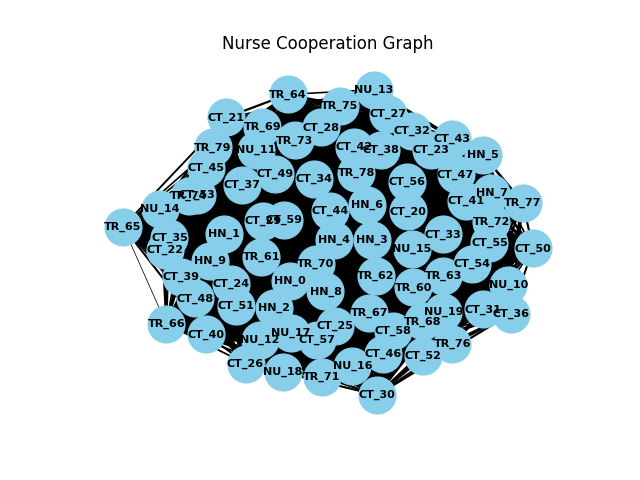 Nurse Cooperation Graph
TR_64
NU_13
TR_75
CT_21
CT_27
TR_69
CT_28
CT_32
CT_43
TR_73
TR_79
NU_11
CT_38
CT_23
HN_5
CT_45
CT_49
TR_78
CT_47
CT_34
CT_56
CT_37
HN_7
CT_53
CT_41
TR_77
NU_14
HN_6
CT_44
CT_20
TR_72
CT_59
TR_65
HN_1
CT_33
CT_35
HN_4
HN_3
CT_55
CT_22
NU_15
CT_50
TR_61
HN_9
TR_70
CT_54
CT_39
TR_62
TR_63
HN_0
CT_24
TR_60
NU_10
HN_8
CT_48
CT_51
HN_2
TR_67
NU_19
CT_31
CT_36
TR_66
CT_25
TR_68
CT_40
NU_17
CT_58
NU_12
CT_57
TR_76
CT_46
CT_52
CT_26
NU_16
NU_18
TR_71
CT_30